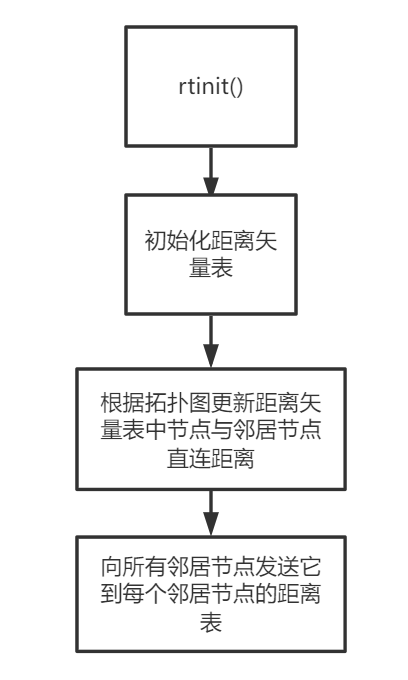 rtinit()
初始化距离矢
量表
根据拓扑图更新距离矢
量表中节点与邻居节点
直连距离
向所有邻居节点发送它
到每个邻居节点的距离
表